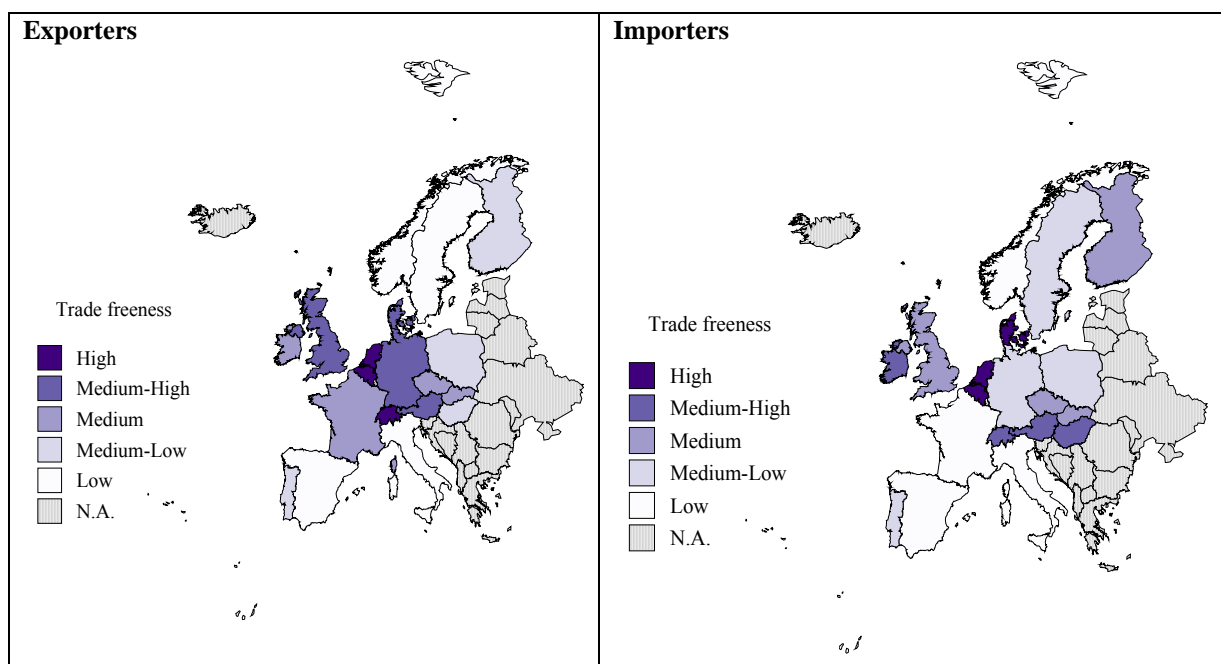 Exporters
Trade freeness
High
Medium-High
Medium
Medium-Low
Low
N.A.
Importers
Trade freeness
High
Medium-High
Medium
Medium-Low
Low
N.A.